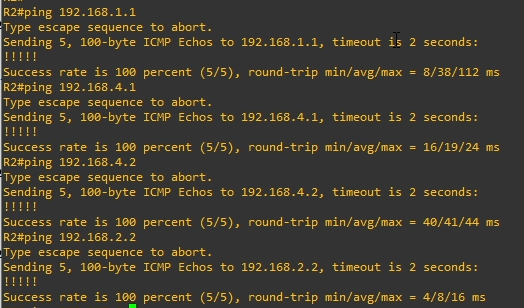 R2#ping 192.168.1.1
Type escape sequence to abort.
Sending 5, 100-byte ICMP Echos to 192.168.1.1, timeout is 2 seconds:
!!!!!
Success rate is 100 percent (5/5), round-trip min/avg/max = 8/38/112 ms
R2#ping 192.168.4.1
Type escape sequence to abort.
Sending 5, 100-byte ICMP Echos to 192.168.4.1, timeout is 2 seconds:
!!!!!
Success rate is 100 percent (5/5), round-trip min/avg/max = 16/19/24 ms
R2#ping 192.168.4.2
Type escape sequence to abort.
Sending 5, 100-byte ICMP Echos to 192.168.4.2, timeout is 2 seconds:
!!!!!
Success rate is 100 percent (5/5), round-trip min/avg/max = 40/41/44 ms
R2#ping 192.168.2.2
Type escape sequence to abort.
Sending 5, 100-byte ICMP Echos to 192.168.2.2, timeout is 2 seconds:
!!!!!
Success rate is 100 percent (5/5), round-trip min/avg/max = 4/8/16 ms